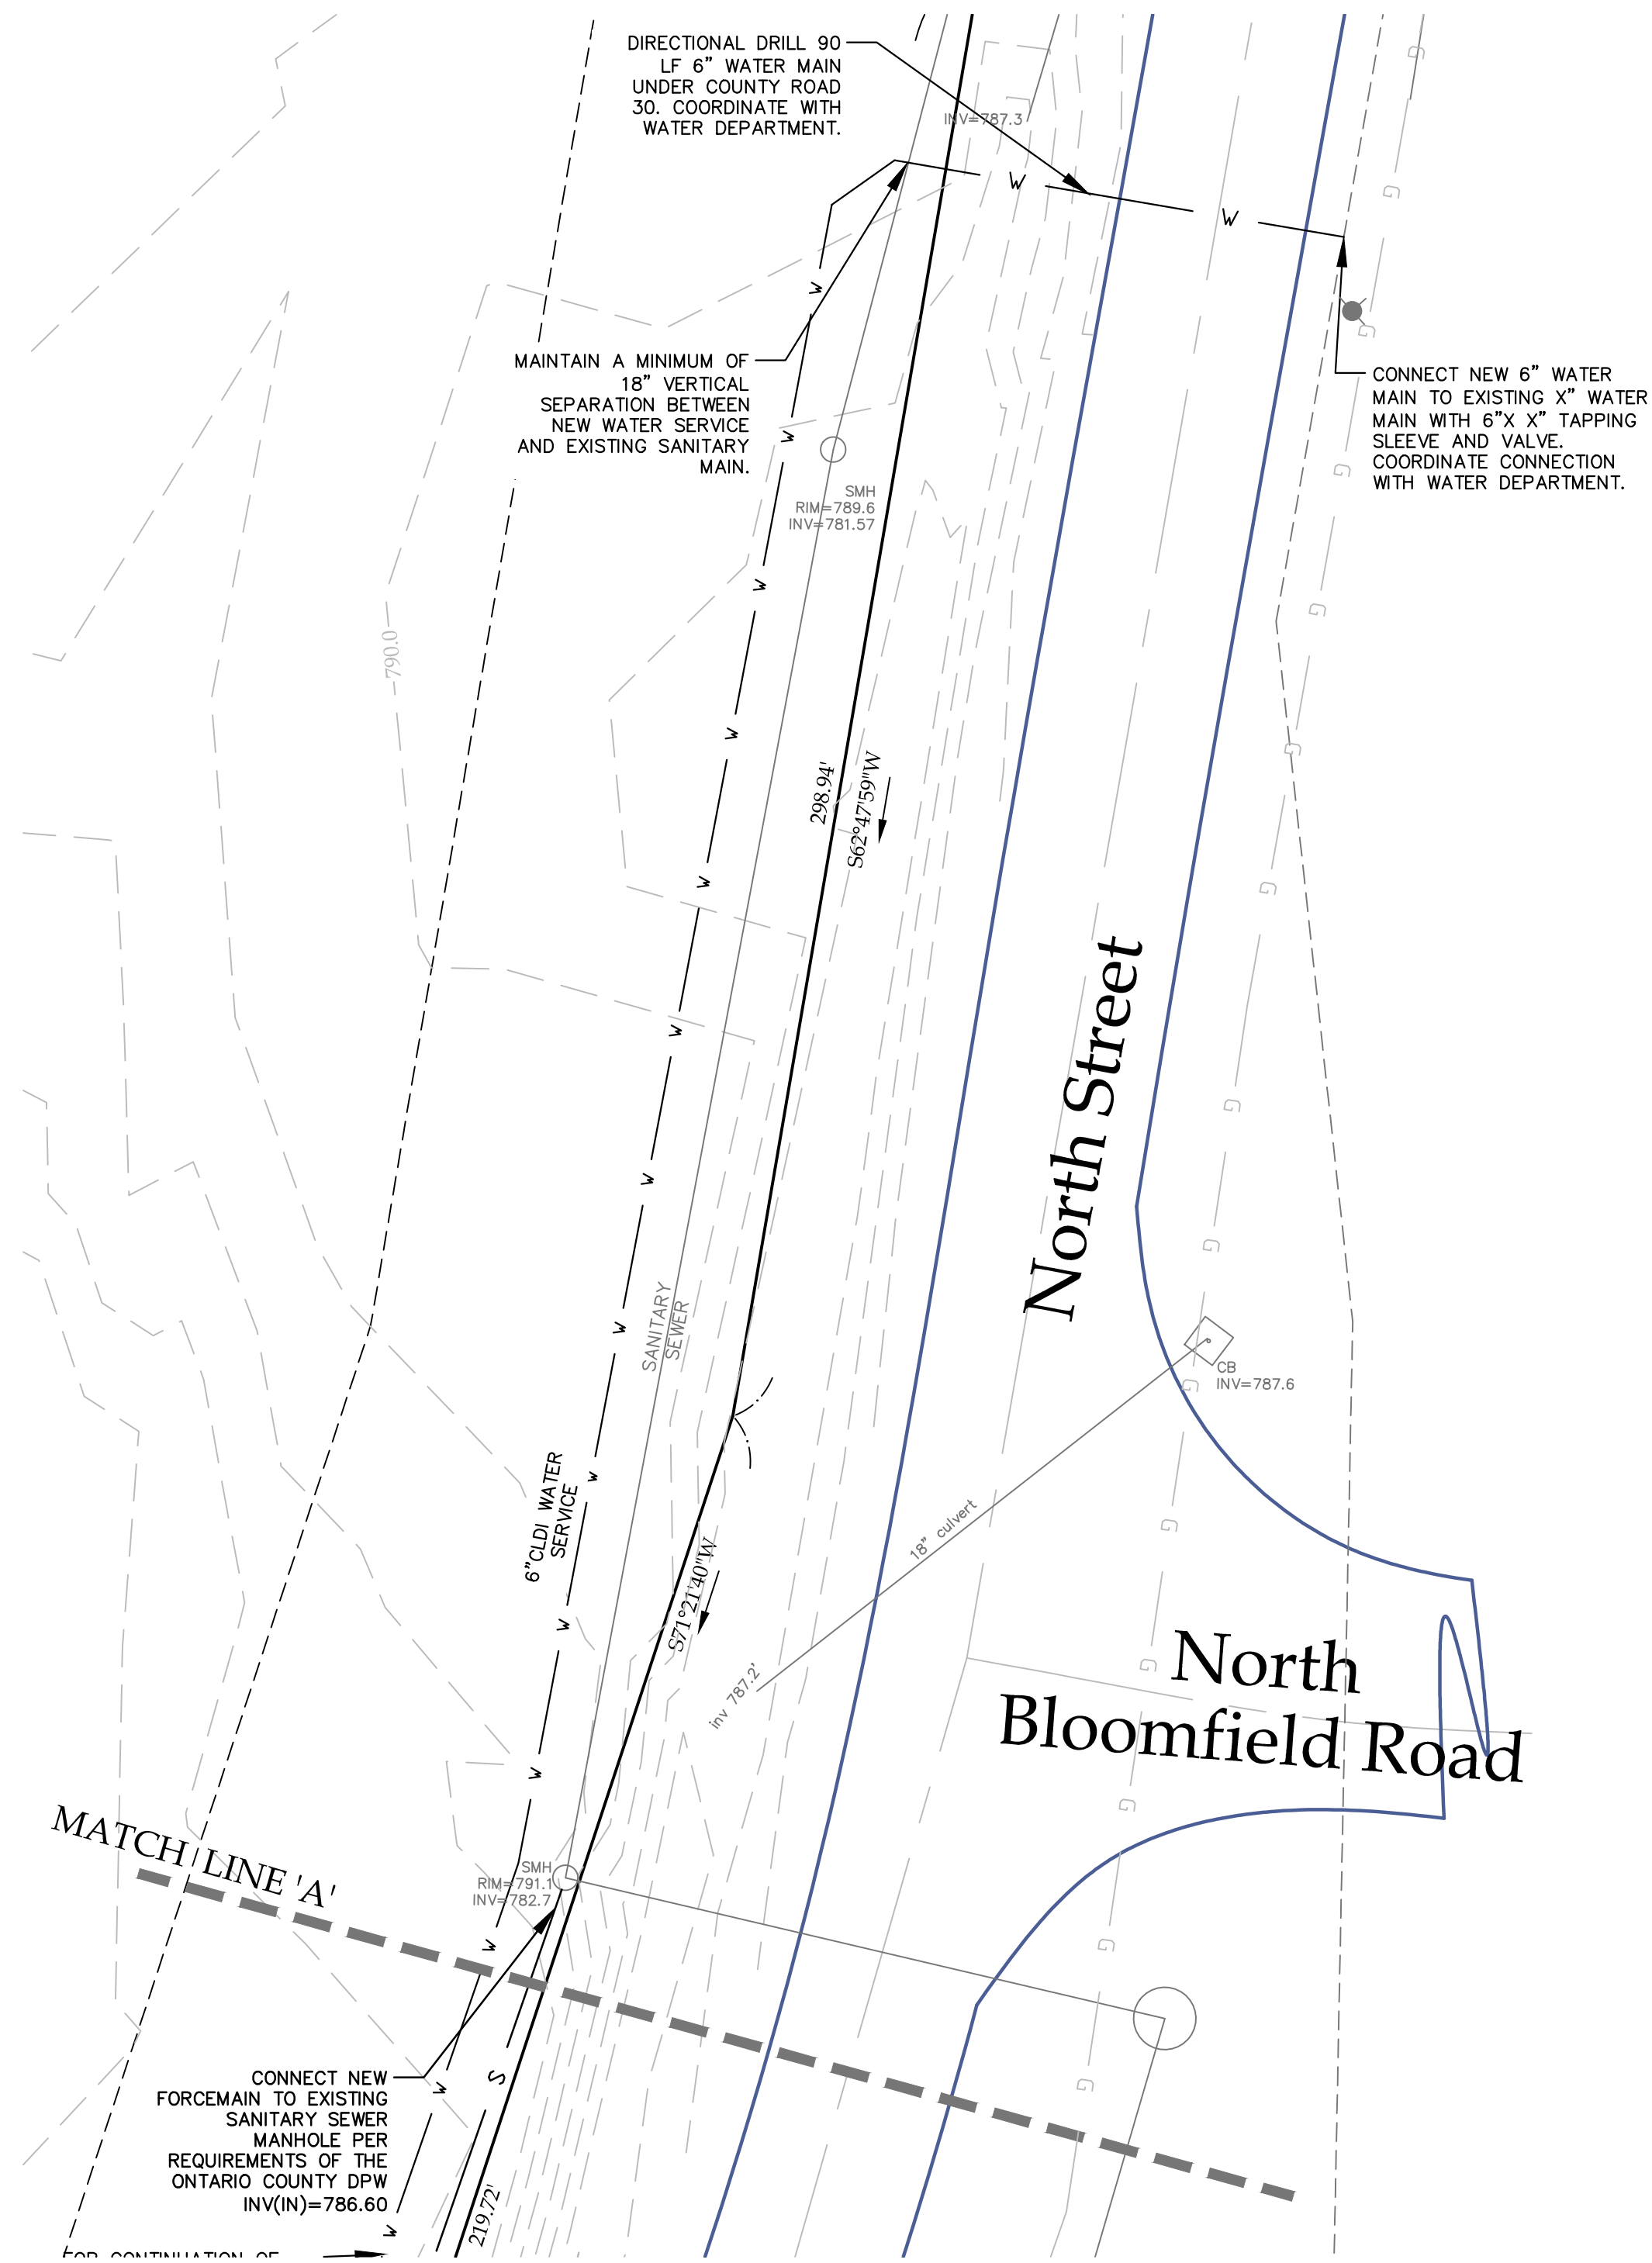 DIRECTIONAL DRILL 90
LF 6" WATER MAIN
UNDER COUNTY ROAD
30. COORDINATE WITH
WATER DEPARTMENT.
INV=787.3
W
W
G
G
W
G
MAINTAIN A MINIMUM OF
18" VERTICAL
SEPARATION BETWEEN
NEW WATER SERVICE
AND EXISTING SANITARY
MAIN.
CONNECT NEW 6" WATER
MAIN TO EXISTING X" WATER
MAIN WITH 6"X X" TAPPING
SLEEVE AND VALVE.
COORDINATE CONNECTION
WITH WATER DEPARTMENT.
W
G
SMH
RIM=789.6
INV=781.57
W
G
790.0
W
G
298.94'
S62°47'59"W
W
G
North Street
W
G
W
G
SANITARY
SEWER
W
CB
INV=787.6
G
6"CLDI WATER
SERVICE
W
18" culvert
G
W
S71°21'40"W
inv 787.2'
G
North
Bloomfield Road
W
G
MATCH LINE 'A'
SMH
RIM=791.1
INV=782.7
W
G
CONNECT NEW
FORCEMAIN TO EXISTING
SANITARY SEWER
MANHOLE PER
REQUIREMENTS OF THE
ONTARIO COUNTY DPW
INV(IN)=786.60
W
S
G
219.72'
W
FOR CONTINUATION OF